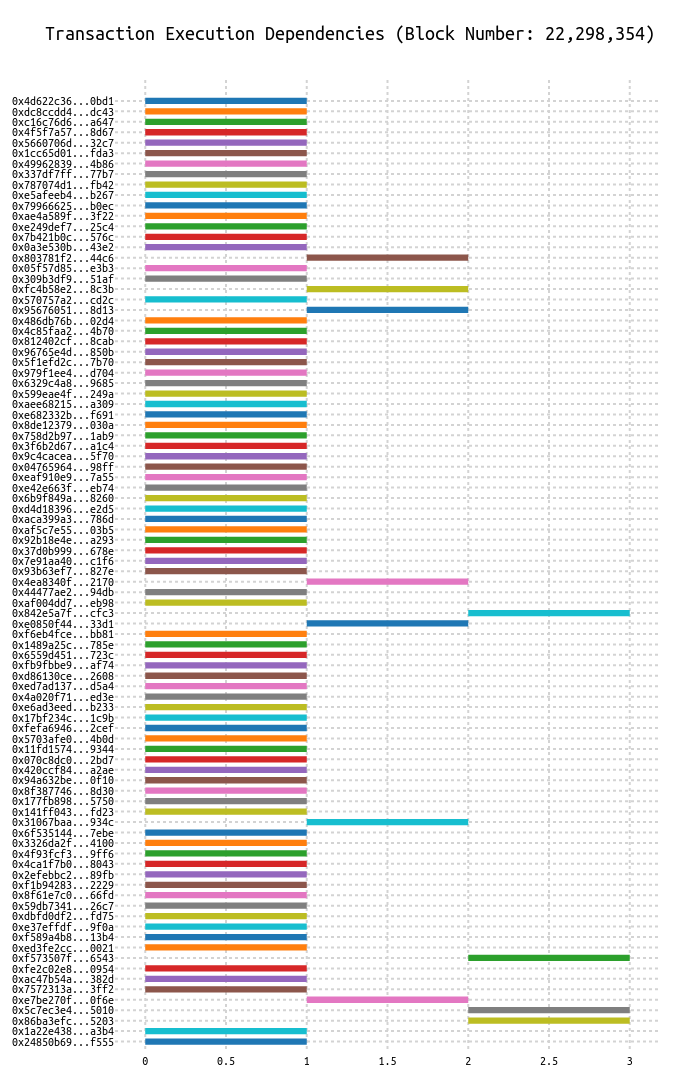 Transaction Execution Dependencies (Block Number: 22,298,354)
0x4d622c36...0bd1
0xdc8ccdd4...dc43
0xc16c76d6...a647
0x4f5f7a57...8d67
0x5660706d...32c7
0x1cc65d01...fda3
0x49962839...4b86
0x337df7ff...77b7
0x787074d1...fb42
0xe5afeeb4...b267
0x79966625...b0ec
0xae4a589f...3f22
0xe249def7...25c4
0x7b421b0c...576c
0x0a3e530b...43e2
0x803781f2...44c6
0x05f57d85...e3b3
0x309b3df9...51af
0xfc4b58e2...8c3b
0x570757a2...cd2c
0x95676051...8d13
0x486db76b...02d4
0x4c85faa2...4b70
0x812402cf...8cab
0x96765e4d...850b
0x5f1efd2c...7b70
0x979f1ee4...d704
0x6329c4a8...9685
0x599eae4f...249a
0xaee68215...a309
0xe682332b...f691
0x8de12379...030a
0x758d2b97...1ab9
0x3f6b2d67...a1c4
0x9c4cacea...5f70
0x04765964...98ff
0xeaf910e9...7a55
0xe42e663f...eb74
0x6b9f849a...8260
0xd4d18396...e2d5
0xaca399a3...786d
0xaf5c7e55...03b5
0x92b18e4e...a293
0x37d0b999...678e
0x7e91aa40...c1f6
0x93b63ef7...827e
0x4ea8340f...2170
0x44477ae2...94db
0xaf004dd7...eb98
0x842e5a7f...cfc3
0xe0850f44...33d1
0xf6eb4fce...bb81
0x1489a25c...785e
0x6559d451...723c
0xfb9fbbe9...af74
0xd86130ce...2608
0xed7ad137...d5a4
0x4a020f71...ed3e
0xe6ad3eed...b233
0x17bf234c...1c9b
0xfefa6946...2cef
0x5703afe0...4b0d
0x11fd1574...9344
0x070c8dc0...2bd7
0x420ccf84...a2ae
0x94a632be...0f10
0x8f387746...8d30
0x177fb898...5750
0x141ff043...fd23
0x31067baa...934c
0x6f535144...7ebe
0x3326da2f...4100
0x4f93fcf3...9ff6
0x4ca1f7b0...8043
0x2efebbc2...89fb
0xf1b94283...2229
0x8f61e7c0...66fd
0x59db7341...26c7
0xdbfd0df2...fd75
0xe37effdf...9f0a
0xf589a4b8...13b4
0xed3fe2cc...0021
0xf573507f...6543
0xfe2c02e8...0954
0xac47b54a...382d
0x7572313a...3ff2
0xe7be270f...0f6e
0x5c7ec3e4...5010
0x86ba3efc...5203
0x1a22e438...a3b4
0x24850b69...f555
0 0.5 1 1.5 2 2.5 3